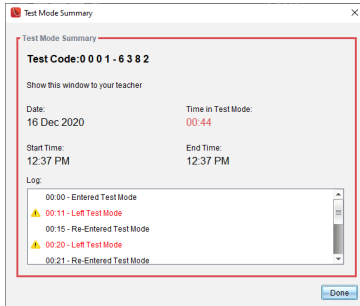 Test Mode Summary
Test Mode Summary
Test Code:0 0 0 1 - 6 3 8 2
Show this window to your teacher
Date:
Time in Test Mode:
16 Dec 2020
00:44
Start Time:
End Time:
12:37 PM
12:37 PM
Log:
00:00 - Entered Test Mode
00:11 - Left Test Mode
00:15 - Re-Entered Test Mode
00:20 - Left Test Mode
00:21 - Re-Entered Test Mode
Done